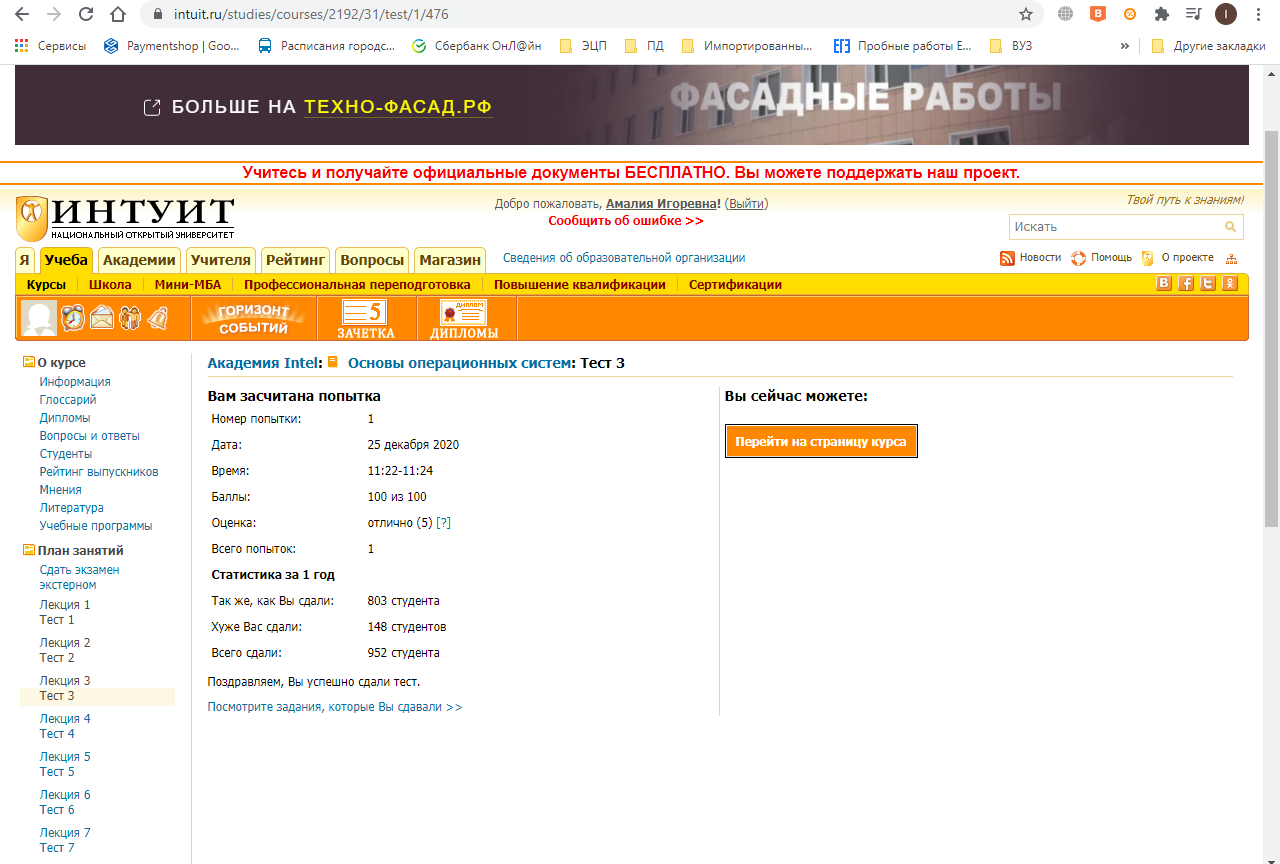 intuit.ru/studies/courses/2192/31/test/1/476
I
Сервисы
Paymentshop | Goo...
Расписания городс...
Сбербанк ОнЛ@йн
ЭЦП
ПД
Импортированны...
Пробные работы Е...
ВУЗ
»
Другие закладки
БОЛЬШЕ НА ТЕХНО-ФАСАД.РФ
ФАСАДНЫЕ РАБОТЫ
Учитесь и получайте официальные документы БЕСПЛАТНО. Вы можете поддержать наш проект.
ИНТУИТ
НАЦИОНАЛЬНЫЙ ОТКРЫТЫЙ УНИВЕРСИТЕТ
Добро пожаловать, Амалия Игоревна! (Выйти)
Сообщить об ошибке >>
Твой путь к знаниям!
Искать
Я
Учеба
Академии
Учителя
Рейтинг
Вопросы
Магазин
Сведения об образовательной организации
Новости
Помощь
О проекте
Курсы
Школа
Мини-МБА
Профессиональная переподготовка
Повышение квалификации
Сертификации
ГОРИЗОНТ
СОБЫТИЙ
5
ЗАЧЕТКА
ДИПЛОМ
ДИПЛОМЫ
О курсе
Информация
Глоссарий
Дипломы
Вопросы и ответы
Студенты
Рейтинг выпускников
Мнения
Литература
Учебные программы
План занятий
Сдать экзамен
экстерном
Лекция 1
Тест 1
Лекция 2
Тест 2
Лекция 3
Тест 3
Лекция 4
Тест 4
Лекция 5
Тест 5
Лекция 6
Тест 6
Лекция 7
Тест 7
Академия Intel: Основы операционных систем: Тест 3
Вам засчитана попытка
Номер попытки: 1
Дата: 25 декабря 2020
Время: 11:22-11:24
Баллы: 100 из 100
Оценка: отлично (5) [?]
Всего попыток: 1
Статистика за 1 год
Так же, как Вы сдали: 803 студента
Хуже Вас сдали: 148 студентов
Всего сдали: 952 студента
Поздравляем, Вы успешно сдали тест.
Посмотрите задания, которые Вы сдавали >>
Вы сейчас можете:
Перейти на страницу курса